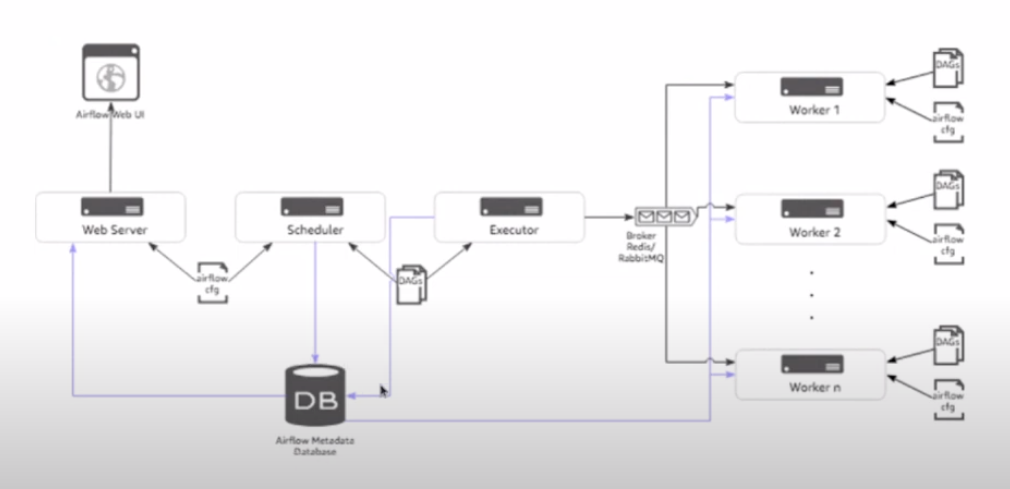 Airflow Web UI
Web Server
Scheduler
Executor
airflow
cfg
DAGs
Broker
Redis/
RabbitMQ
DB
Airflow Metadata
Database
Worker 1
DAGs
airflow
cfg
Worker 2
DAGs
airflow
cfg
Worker n
DAGs
airflow
cfg